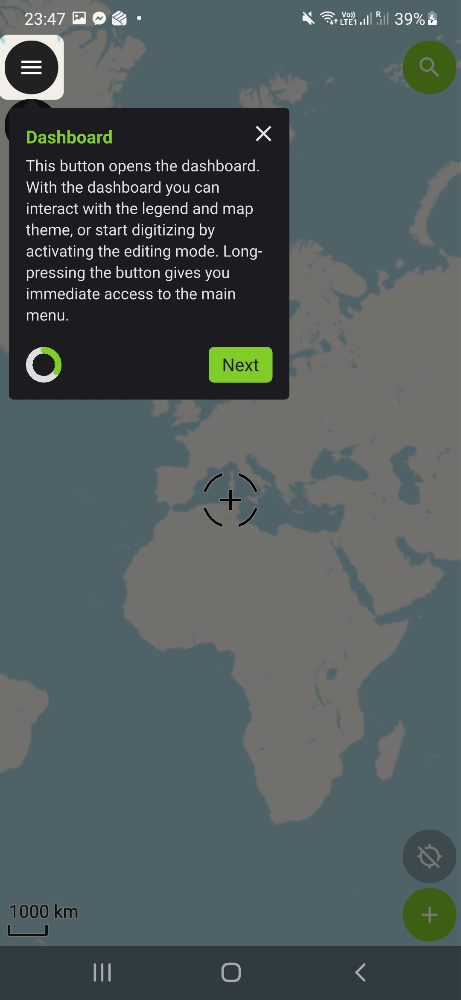 23:47
Vo)) LTE1 R 39%
Dashboard
This button opens the dashboard.
With the dashboard you can
interact with the legend and map
theme, or start digitizing by
activating the editing mode. Long-
pressing the button gives you
immediate access to the main
menu.
Next
1000 km